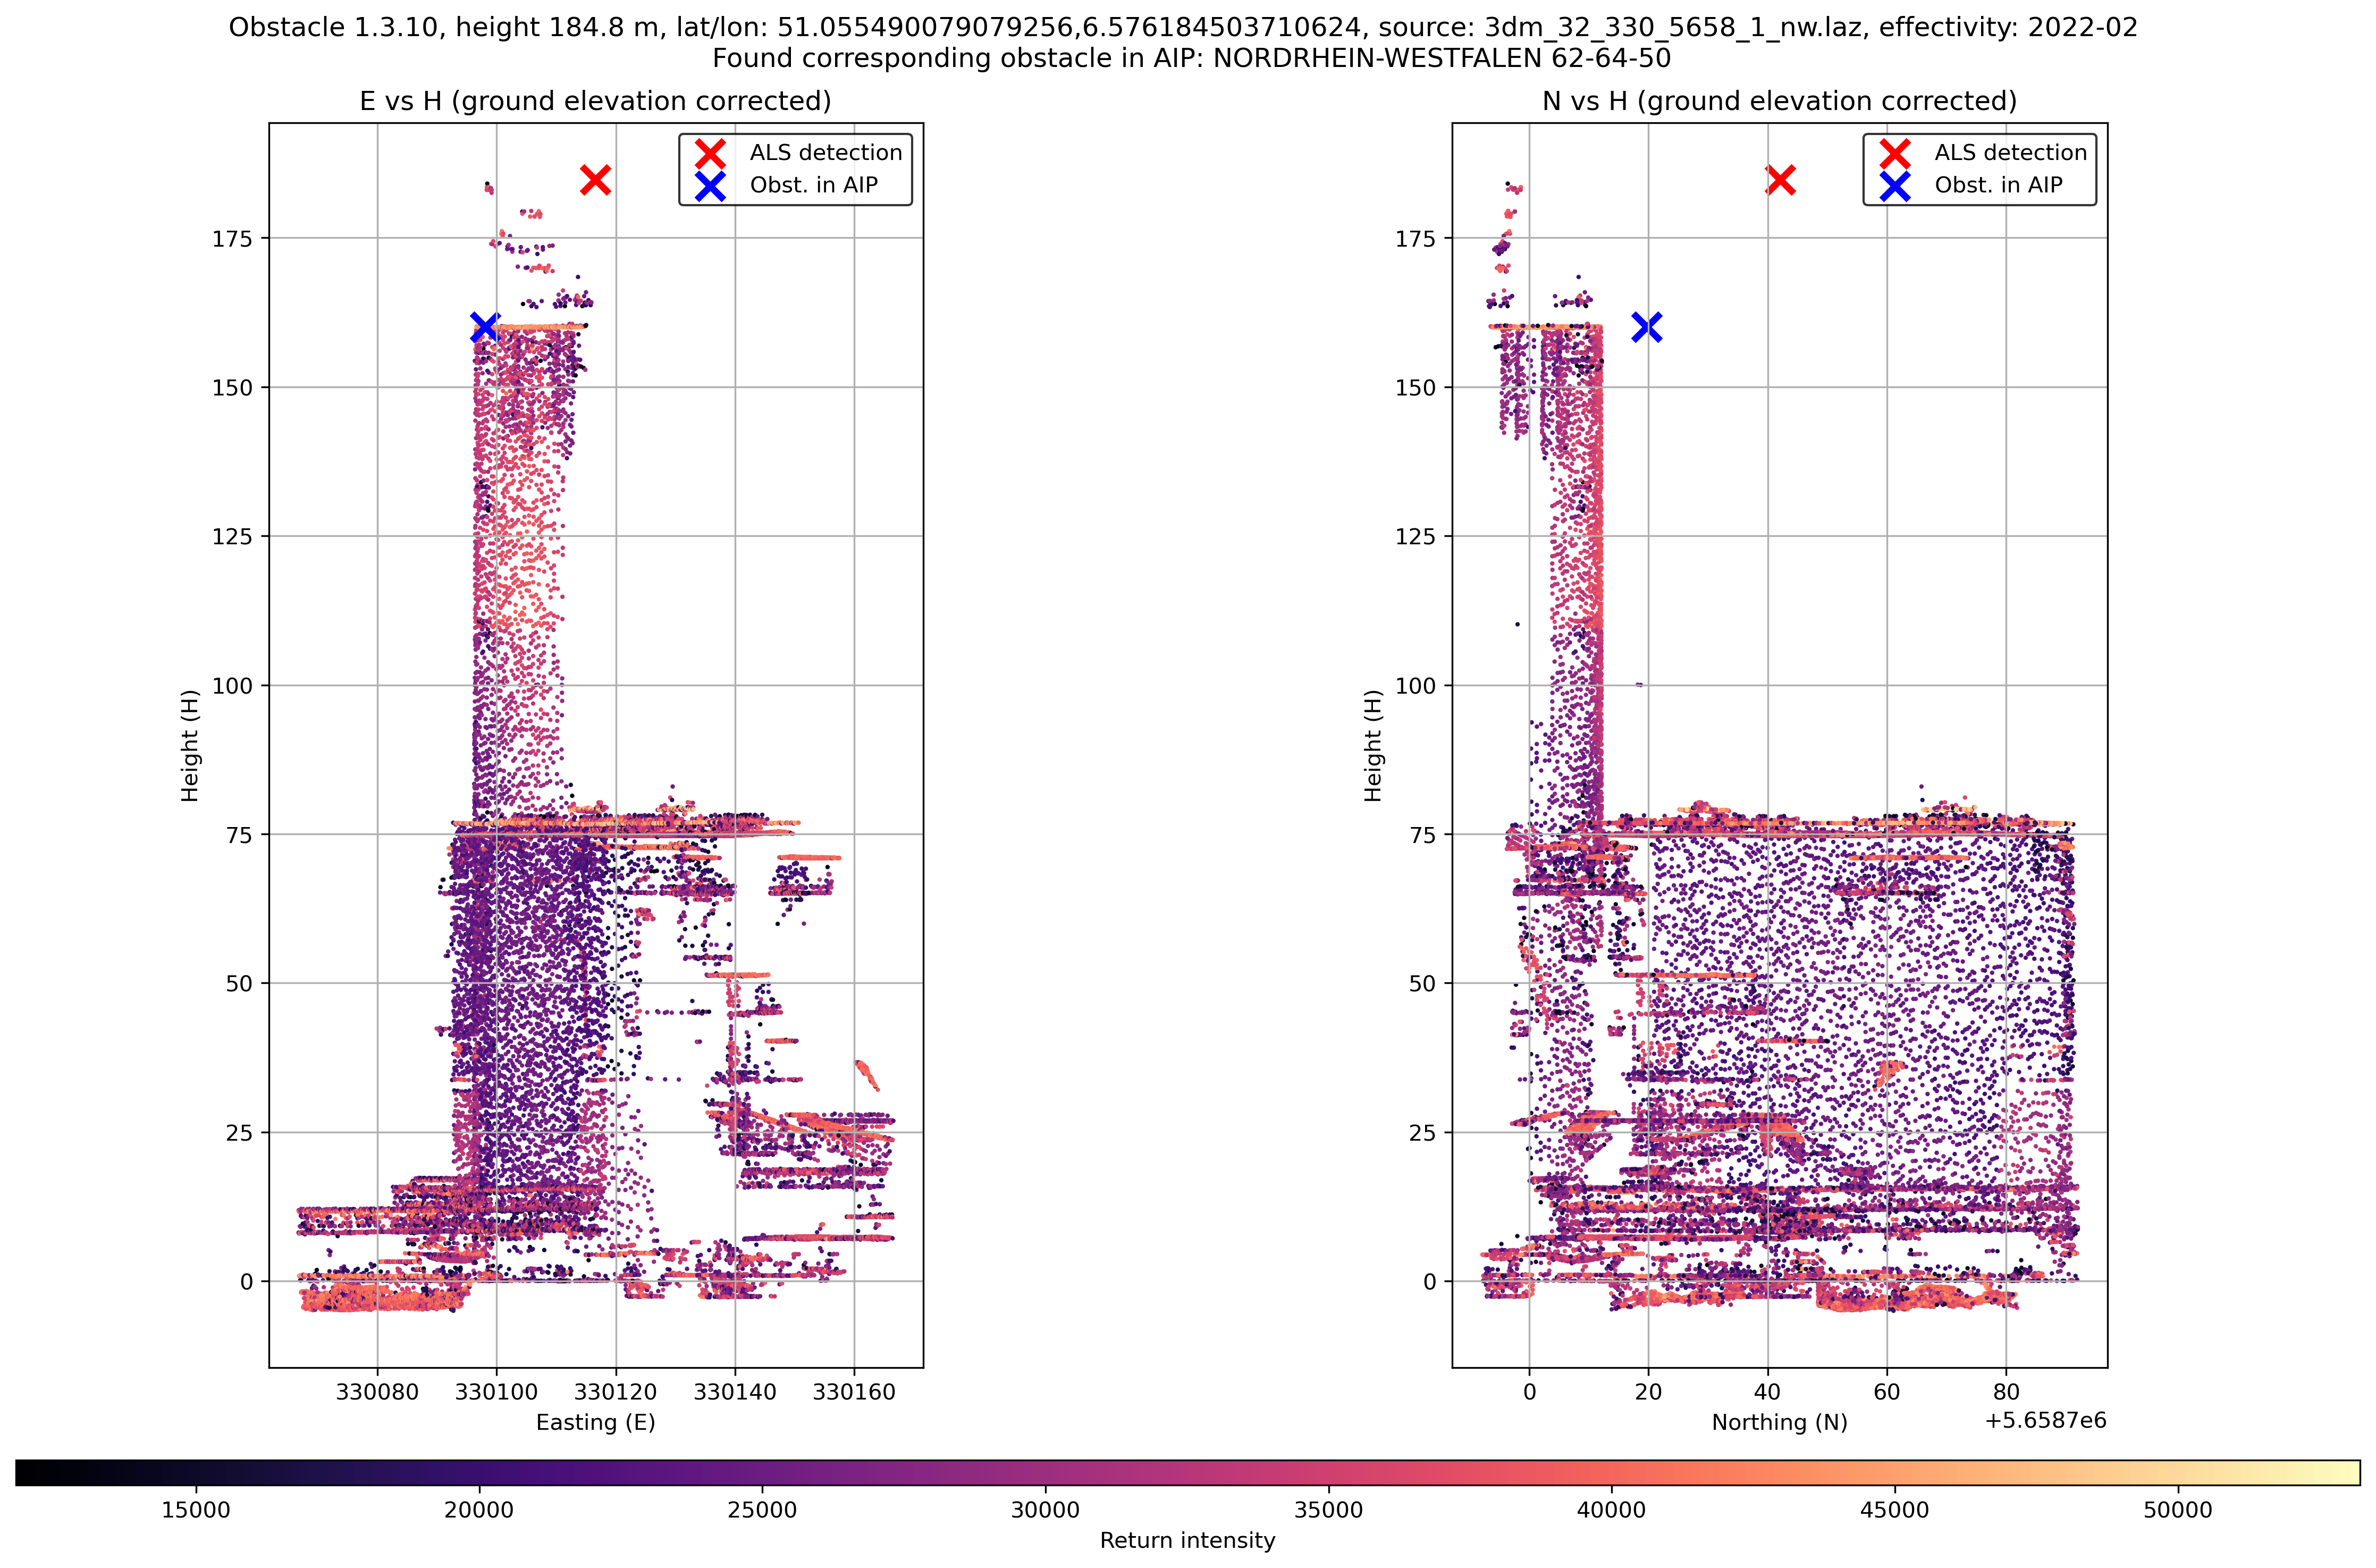 Obstacle 1.3.10, height 184.8 m, lat/lon: 51.055490079079256,6.576184503710624, source: 3dm_32_330_5658_1_nw.laz, effectivity: 2022-02
Found corresponding obstacle in AIP: NORDRHEIN-WESTFALEN 62-64-50
E vs H (ground elevation corrected)
ALS detection
Obst. in AIP
175
150
125
100
75
50
25
0
Height (H)
330080 330100 330120 330140 330160
Easting (E)
N vs H (ground elevation corrected)
ALS detection
Obst. in AIP
175
150
125
100
75
50
25
0
Height (H)
0 20 40 60 80
Northing (N)
+5.6587e6
15000 20000 25000 30000 35000 40000 45000 50000
Return intensity